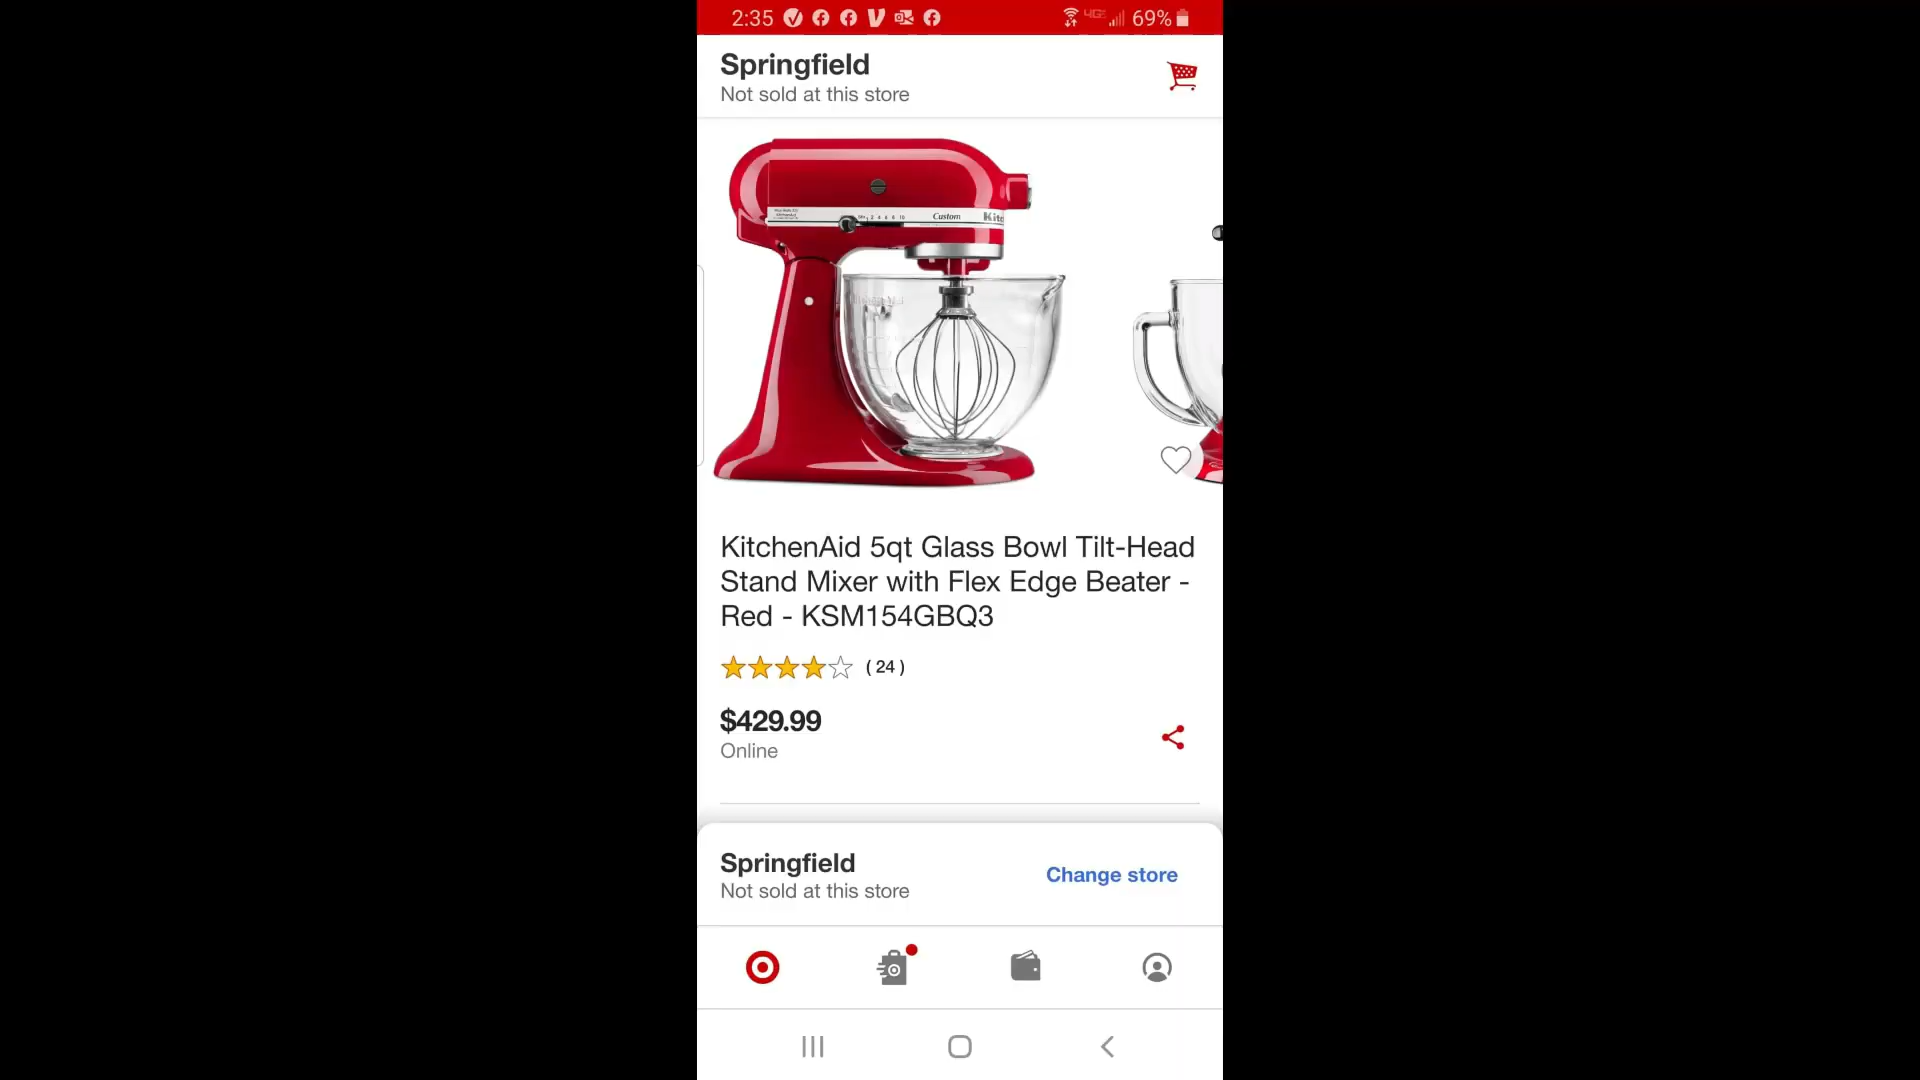 2:35
69%
Springfield
Not sold at this store
Custom
KitchenAid 5qt Glass Bowl Tilt-Head
Stand Mixer with Flex Edge Beater -
Red - KSM154GBQ3
( 24 )
$429.99
Online
Springfield
Not sold at this store
Change store